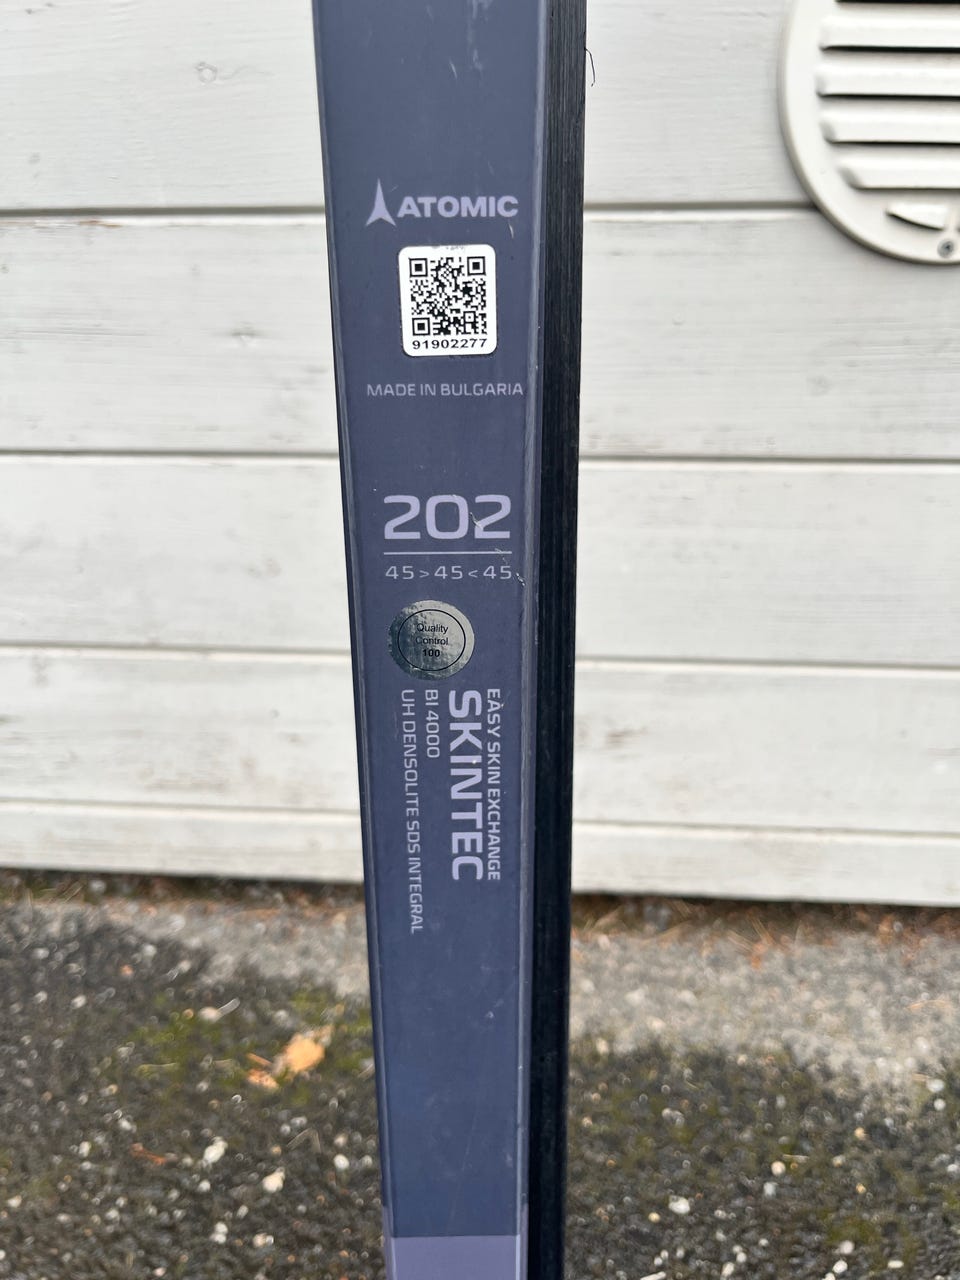 ATOMIC
91902277
MADE IN BULGARIA
202
45 > 45 < 45
Quality
Control
100
EASY SKIN EXCHANGE
SKINTEC
BI 4000
UH DENSOLITE SDS INTEGRAL